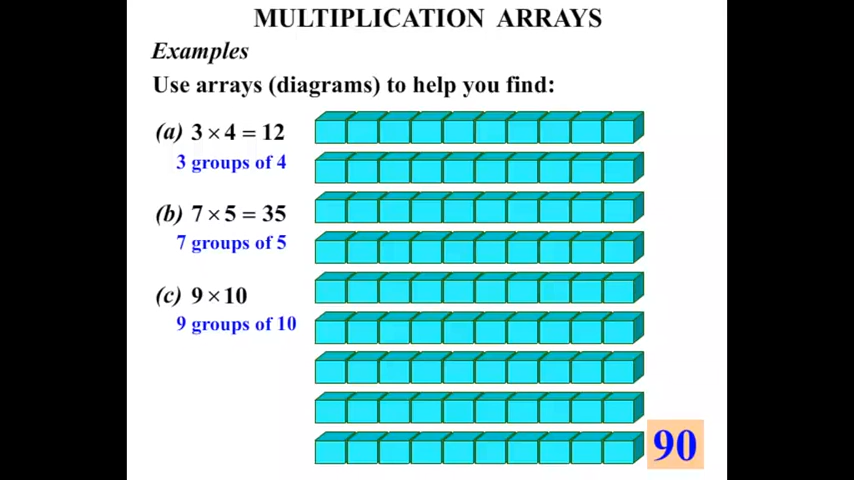 MULTIPLICATION ARRAYS
Examples
Use arrays (diagrams) to help you find:
(a) 3 × 4 = 12
3 groups of 4
(b) 7 × 5 = 35
7 groups of 5
(c) 9 × 10
9 groups of 10
90